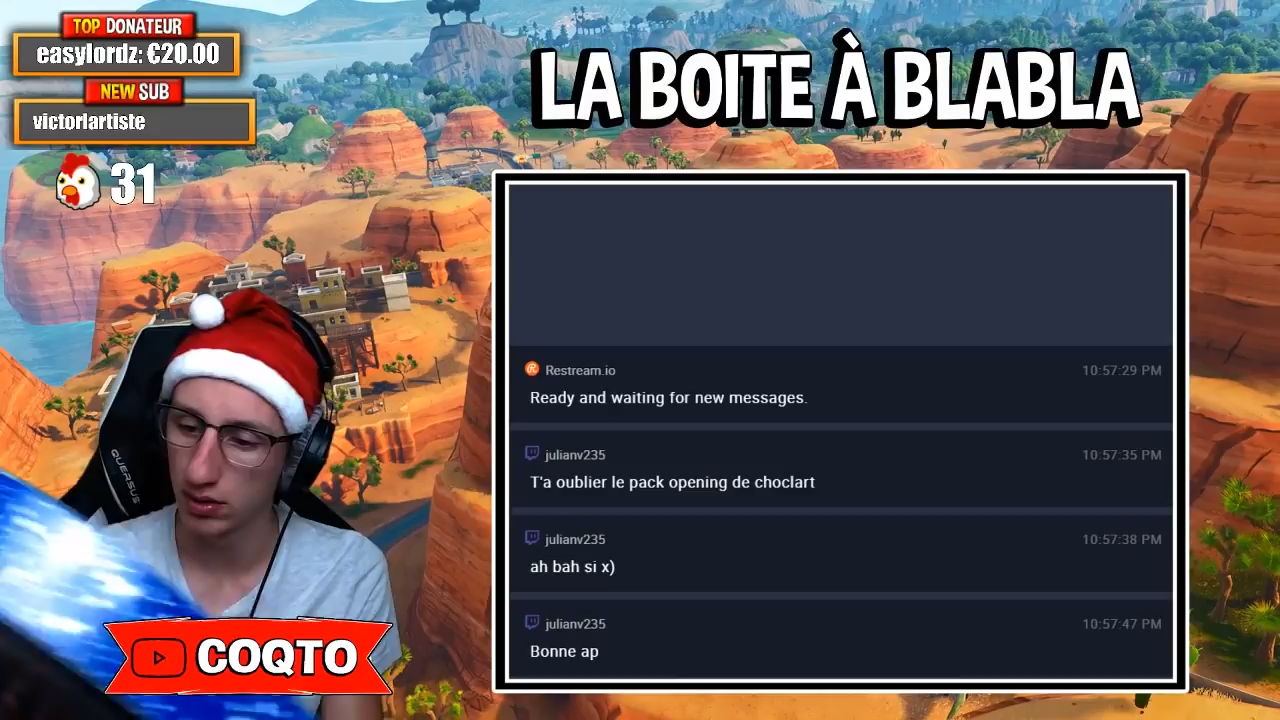 TOP DONATEUR
easylordz: €20.00
NEW SUB
victorlartiste
31
LA BOITE À BLABLA
Restream.io 10:57:29 PM
Ready and waiting for new messages.
julianv235 10:57:35 PM
T'a oublier le pack opening de choclart
julianv235 10:57:38 PM
ah bah si x)
julianv235 10:57:47 PM
Bonne ap
QUERSUS
COQTO